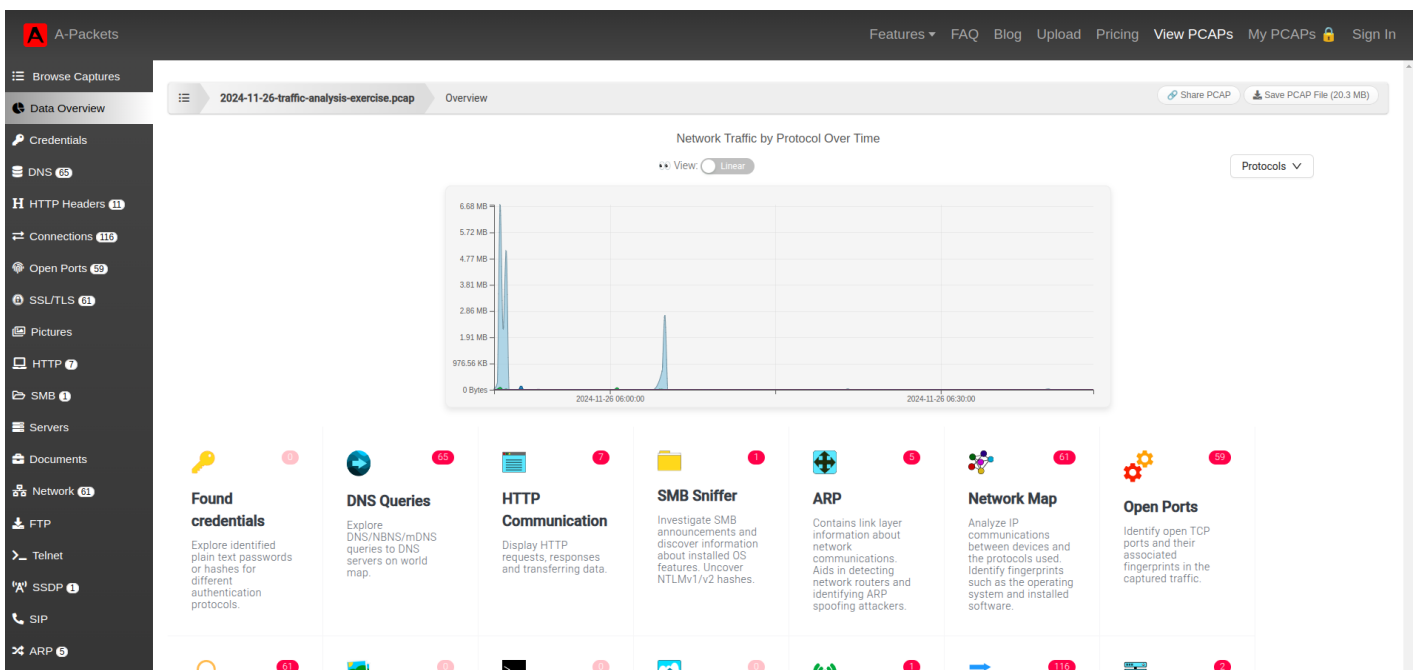 A A-Packets
Features FAQ Blog Upload Pricing View PCAPs My PCAPs Sign In
Browse Captures
Data Overview
Credentials
DNS 65
H HTTP Headers 11
Connections 116
Open Ports 59
SSL/TLS 61
Pictures
HTTP 7
SMB 1
Servers
Documents
Network 61
FTP
>_ Telnet
SSDP 1
SIP
ARP 5
2024-11-26-traffic-analysis-exercise.pcap Overview
Share PCAP Save PCAP File (20.3 MB)
Network Traffic by Protocol Over Time
View: Linear
Protocols
6.68 MB
5.72 MB
4.77 MB
3.81 MB
2.86 MB
1.91 MB
976.56 KB
0 Bytes
2024-11-26 06:00:00 2024-11-26 06:30:00
0
Found
credentials
Explore identified
plain text passwords
or hashes for
different
authentication
protocols.
65
DNS Queries
Explore
DNS/NBNS/mDNS
queries to DNS
servers on world
map.
7
HTTP
Communication
Display HTTP
requests, responses
and transferring data.
1
SMB Sniffer
Investigate SMB
announcements and
discover information
about installed OS
features. Uncover
NTLMv1/v2 hashes.
5
ARP
Contains link layer
information about
network
communications.
Aids in detecting
network routers and
identifying ARP
spoofing attackers.
61
Network Map
Analyze IP
communications
between devices and
the protocols used.
Identify fingerprints
such as the operating
system and installed
software.
59
Open Ports
Identify open TCP
ports and their
associated
fingerprints in the
captured traffic.
61 0 0 0 1 116 2